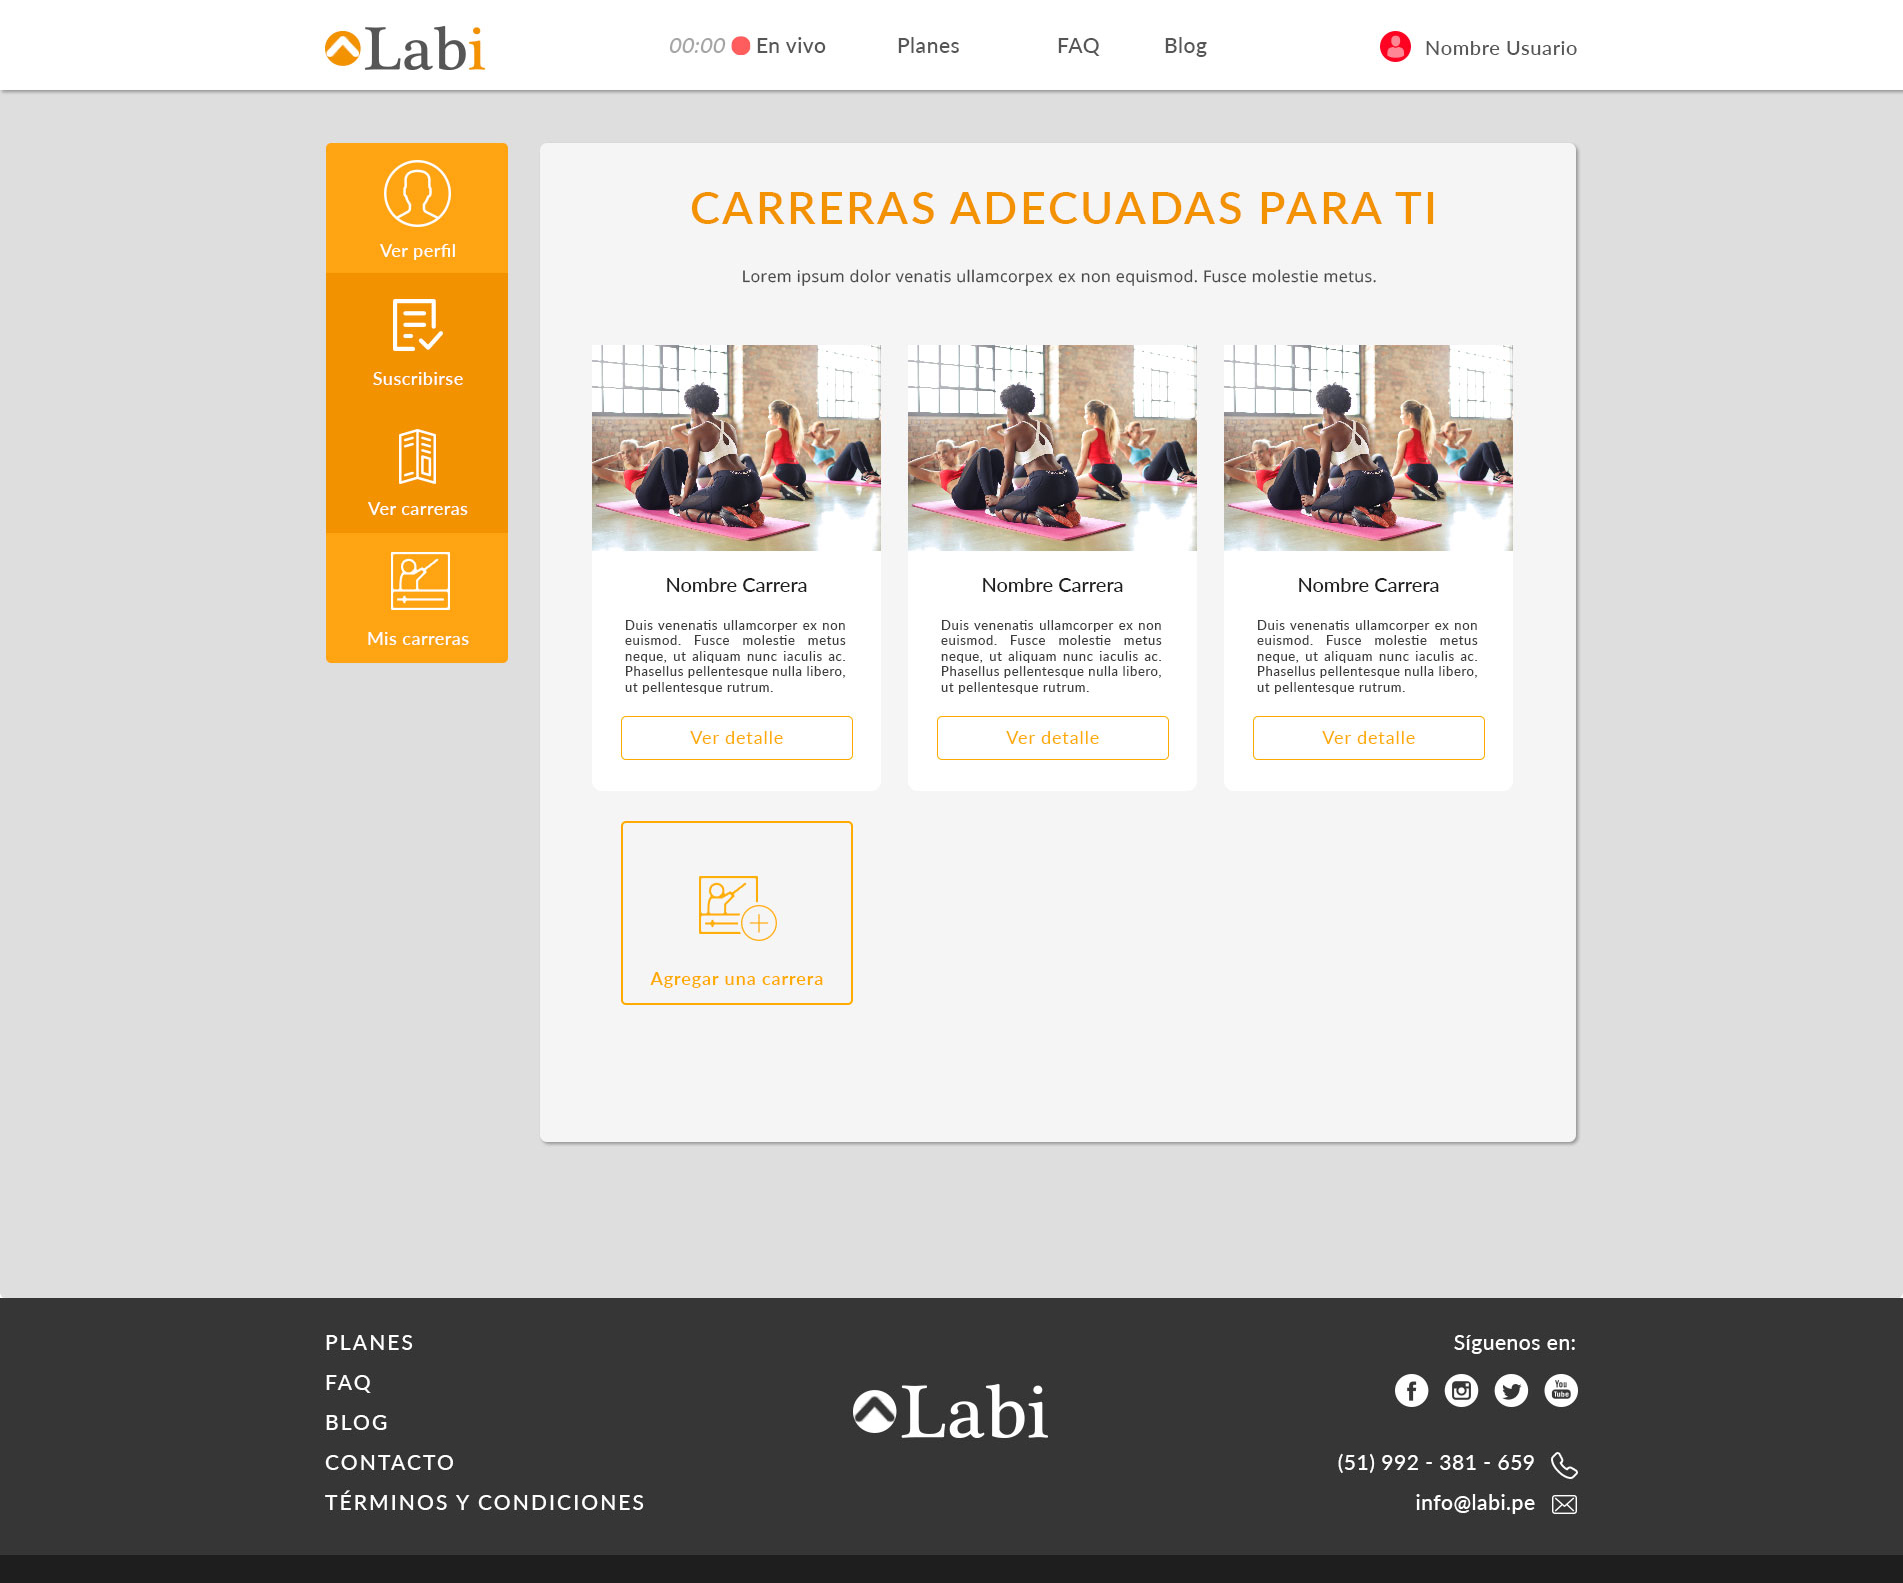 Labi
00:00 En vivo
Planes
FAQ
Blog
Nombre Usuario
Ver perfil
Suscribirse
Ver carreras
Mis carreras
CARRERAS ADECUADAS PARA TI
Lorem ipsum dolor venatis ullamcorpex ex non equismod. Fusce molestie metus.
Nombre Carrera
Duis venenatis ullamcorper ex non
euismod. Fusce molestie metus
neque, ut aliquam nunc iaculis ac.
Phasellus pellentesque nulla libero,
ut pellentesque rutrum.
Ver detalle
Nombre Carrera
Duis venenatis ullamcorper ex non
euismod. Fusce molestie metus
neque, ut aliquam nunc iaculis ac.
Phasellus pellentesque nulla libero,
ut pellentesque rutrum.
Ver detalle
Nombre Carrera
Duis venenatis ullamcorper ex non
euismod. Fusce molestie metus
neque, ut aliquam nunc iaculis ac.
Phasellus pellentesque nulla libero,
ut pellentesque rutrum.
Ver detalle
Agregar una carrera
PLANES
FAQ
BLOG
CONTACTO
TÉRMINOS Y CONDICIONES
Labi
Síguenos en:
You
Tube
(51) 992 - 381 - 659
info@labi.pe